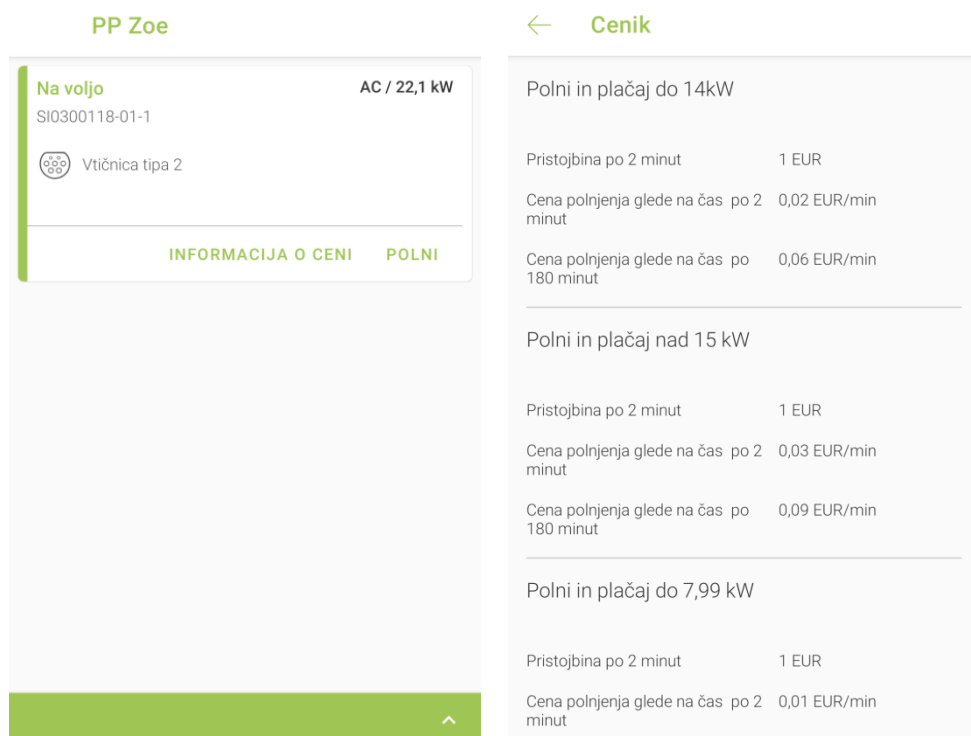 PP Zoe
Na voljo
AC / 22,1 kW
SI0300118-01-1
Vtičnica tipa 2
INFORMACIJA O CENI
POLNI
Cenik
Polni in plačaj do 14kW
Pristojbina po 2 minut
1 EUR
Cena polnjenja glede na čas  po 2
minut
0,02 EUR/min
Cena polnjenja glede na čas  po
180 minut
0,06 EUR/min
Polni in plačaj nad 15 kW
Pristojbina po 2 minut
1 EUR
Cena polnjenja glede na čas  po 2
minut
0,03 EUR/min
Cena polnjenja glede na čas  po
180 minut
0,09 EUR/min
Polni in plačaj do 7,99 kW
Pristojbina po 2 minut
1 EUR
Cena polnjenja glede na čas  po 2
minut
0,01 EUR/min